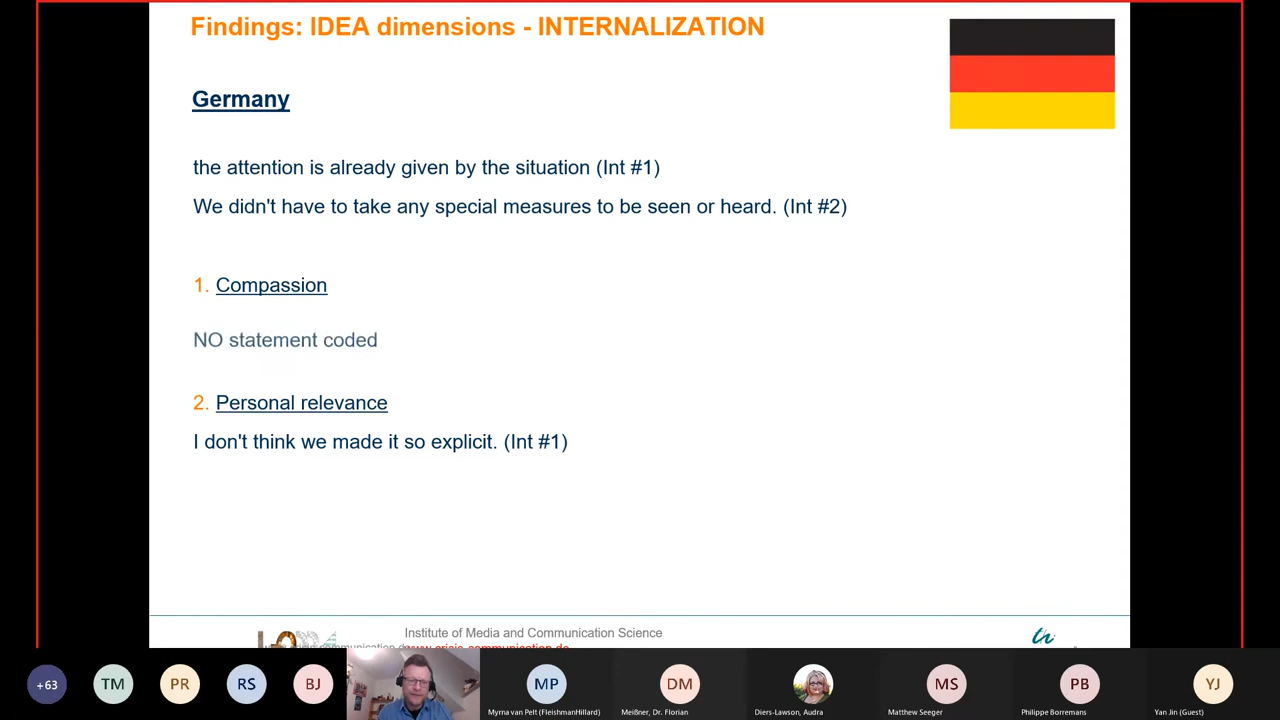 Findings: IDEA dimensions - INTERNALIZATION
Germany
the attention is already given by the situation (Int #1)
We didn't have to take any special measures to be seen or heard. (Int #2)
1. Compassion
NO statement coded
2. Personal relevance
I don't think we made it so explicit. (Int #1)
Institute of Media and Communication Science
+63
TM
PR
RS
BJ
MP
DM
MS
PB
YJ
Myrna van Pelt (FleishmanHillard)
Meißner, Dr. Florian
Diers-Lawson, Audra
Matthew Seeger
Philippe Borremans
Yan Jin (Guest)